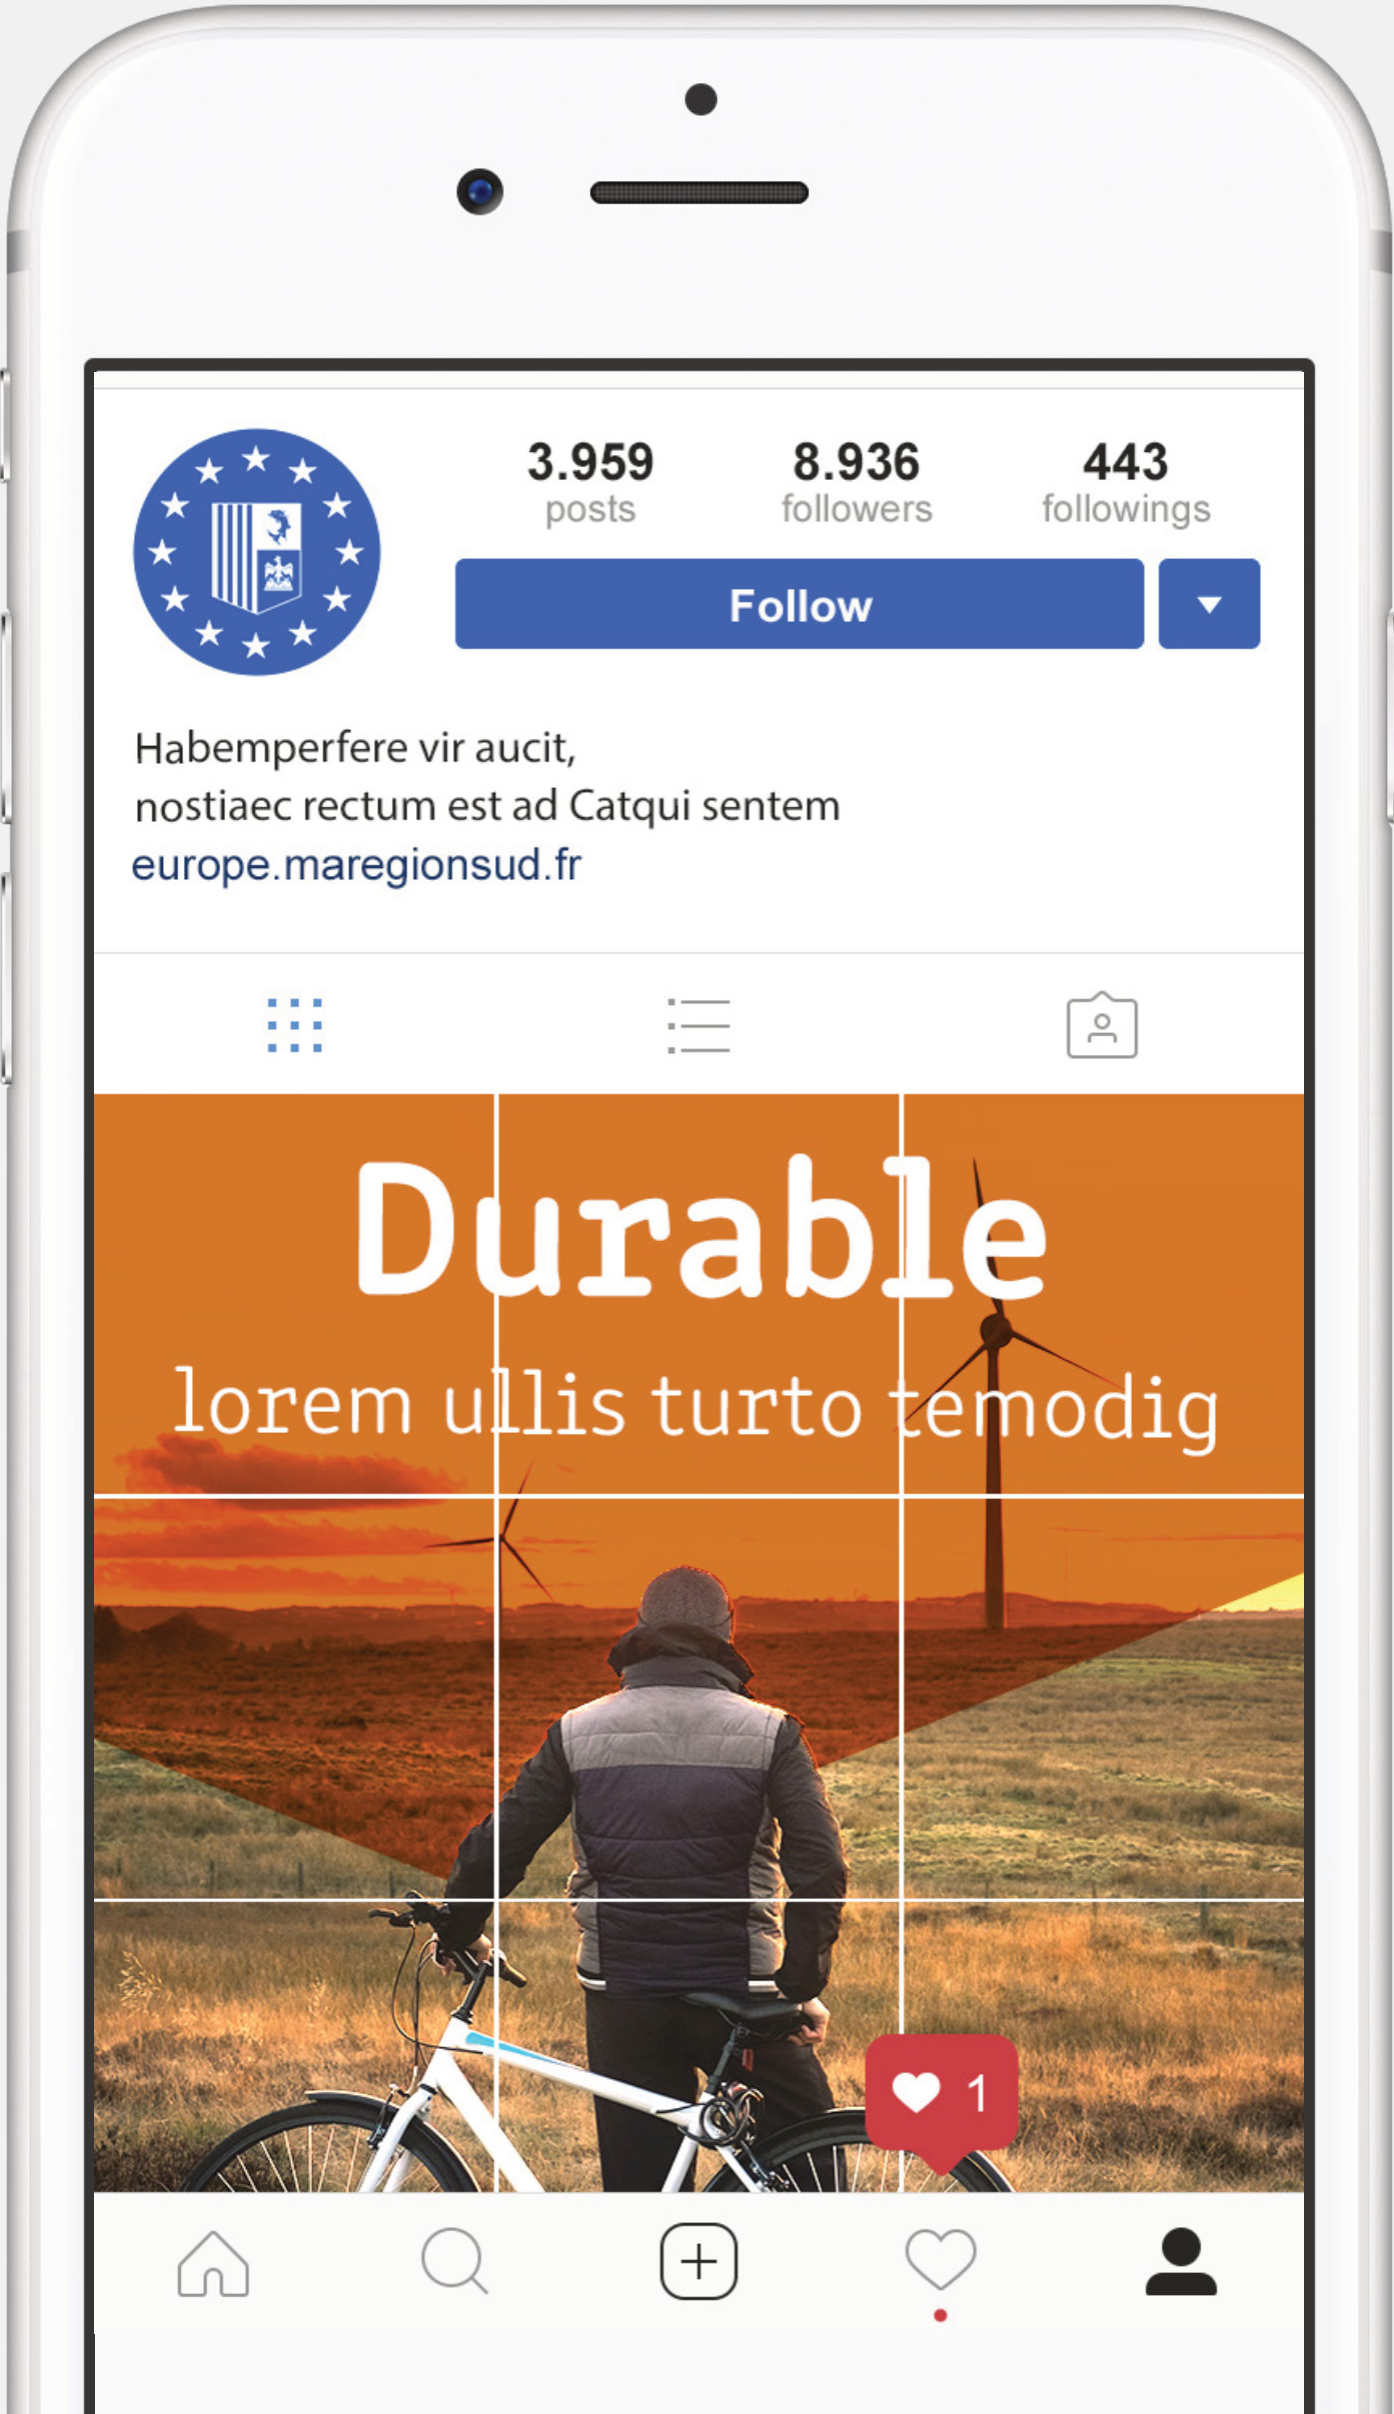 3.959 8.936 443
posts followers followings
Follow
Habemperfere vir aucit,
nostiaec rectum est ad Catqui sentem
europe.maregionsud.fr
Durable
lorem ullis turto temodig
1